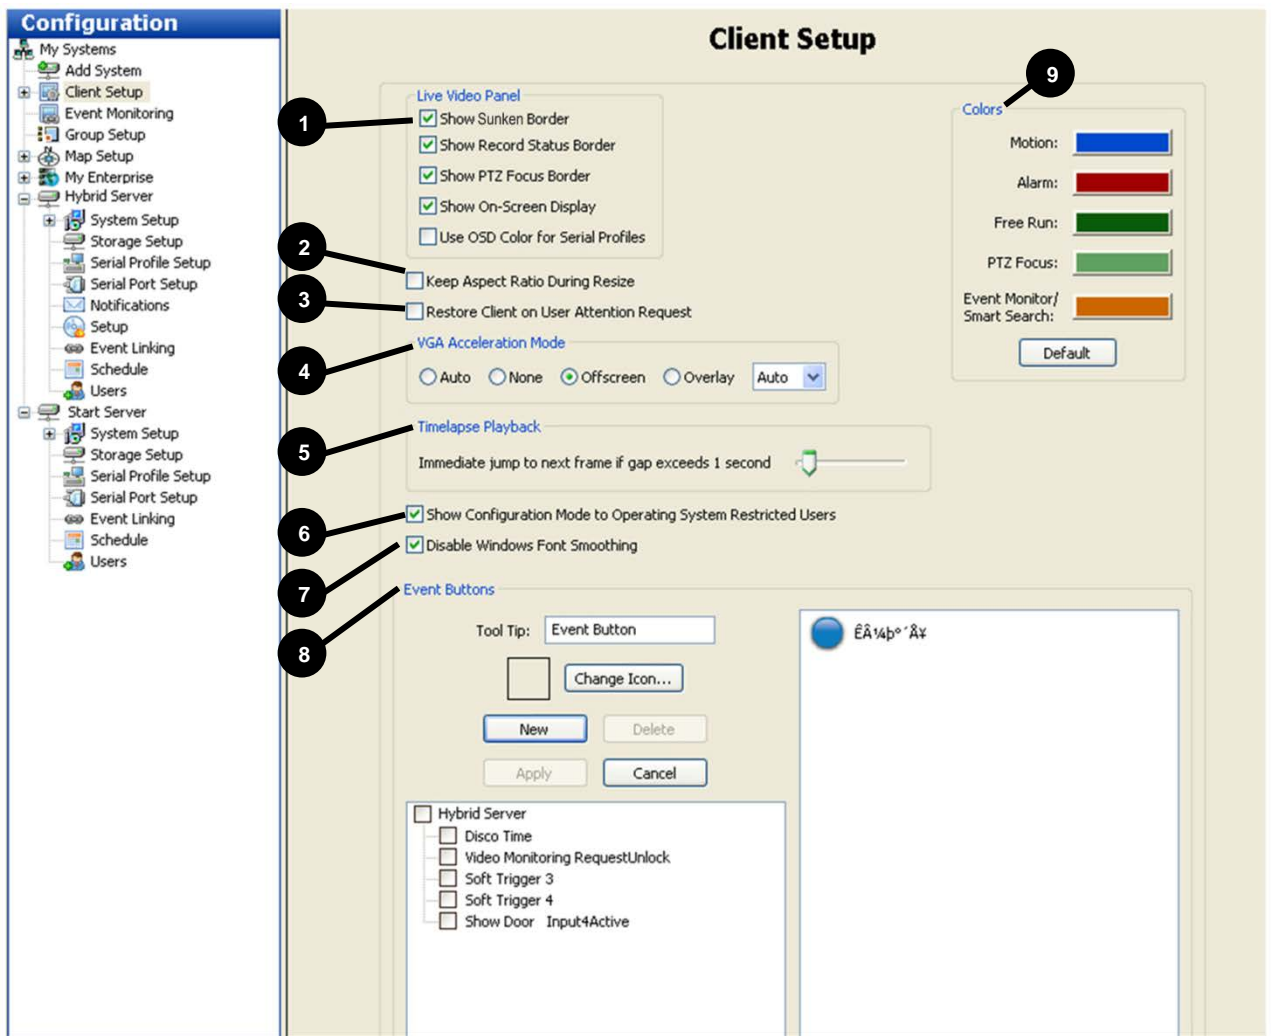 Configuration
My Systems
Add System
Client Setup
Event Monitoring
Group Setup
Map Setup
My Enterprise
Hybrid Server
System Setup
Storage Setup
Serial Profile Setup
Serial Port Setup
Notifications
Setup
Event Linking
Schedule
Users
Start Server
System Setup
Storage Setup
Serial Profile Setup
Serial Port Setup
Event Linking
Schedule
Users
Client Setup
1
Live Video Panel
Show Sunken Border
Show Record Status Border
Show PTZ Focus Border
Show On-Screen Display
Use OSD Color for Serial Profiles
2
Keep Aspect Ratio During Resize
3
Restore Client on User Attention Request
4
VGA Acceleration Mode
Auto None Offscreen Overlay Auto
5
Timelapse Playback
Immediate jump to next frame if gap exceeds 1 second
6
Show Configuration Mode to Operating System Restricted Users
7
Disable Windows Font Smoothing
8
Event Buttons
Tool Tip: Event Button
Change Icon...
New Delete
Apply Cancel
Hybrid Server
Disco Time
Video Monitoring RequestUnlock
Soft Trigger 3
Soft Trigger 4
Show Door Input4Active
ÊÂ¼þ°´Å¥
9
Colors
Motion:
Alarm:
Free Run:
PTZ Focus:
Event Monitor/
Smart Search:
Default